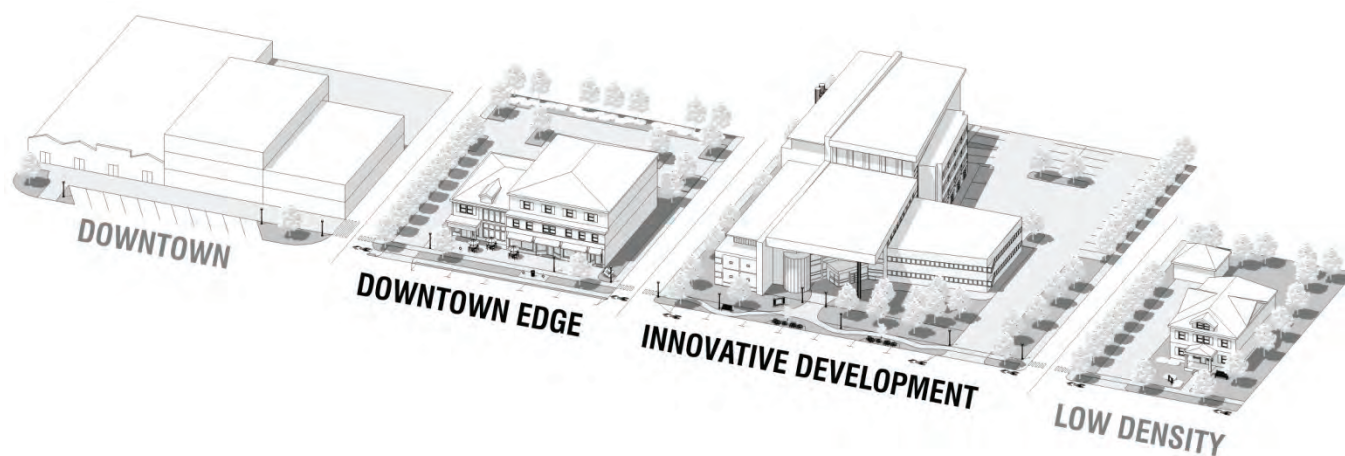 DOWNTOWN
DOWNTOWN EDGE
INNOVATIVE DEVELOPMENT
LOW DENSITY